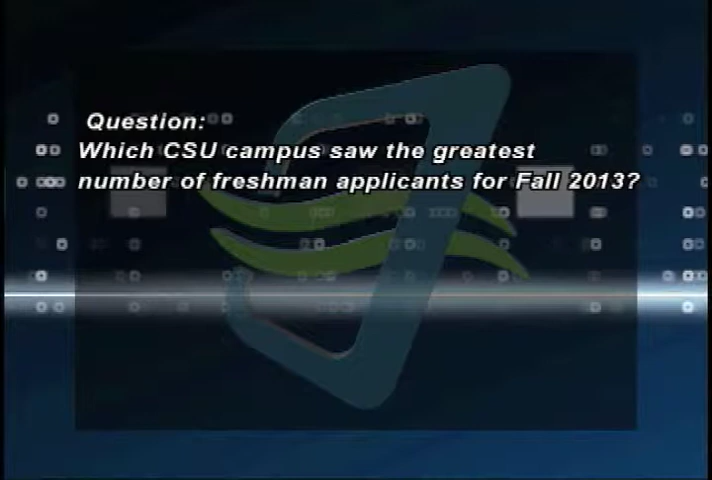 Question:
Which CSU campus saw the greatest
number of freshman applicants for Fall 2013?